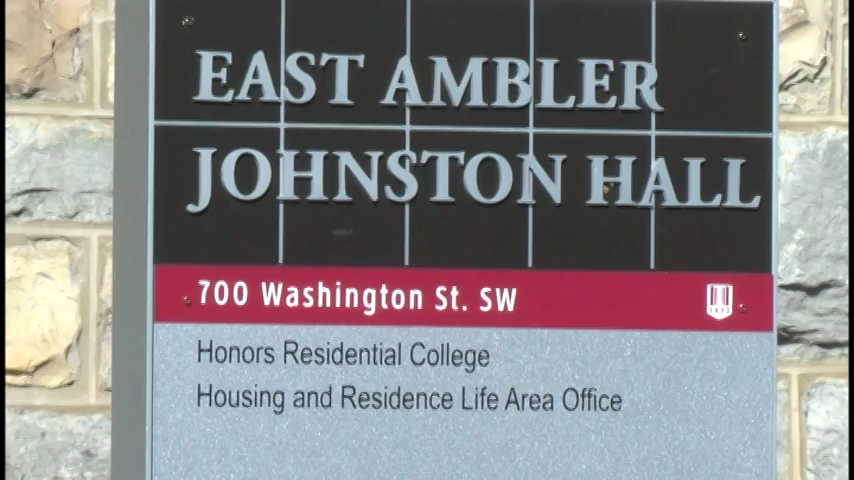 EAST AMBLER
JOHNSTON HALL
700 Washington St. SW
Honors Residential College
Housing and Residence Life Area Office